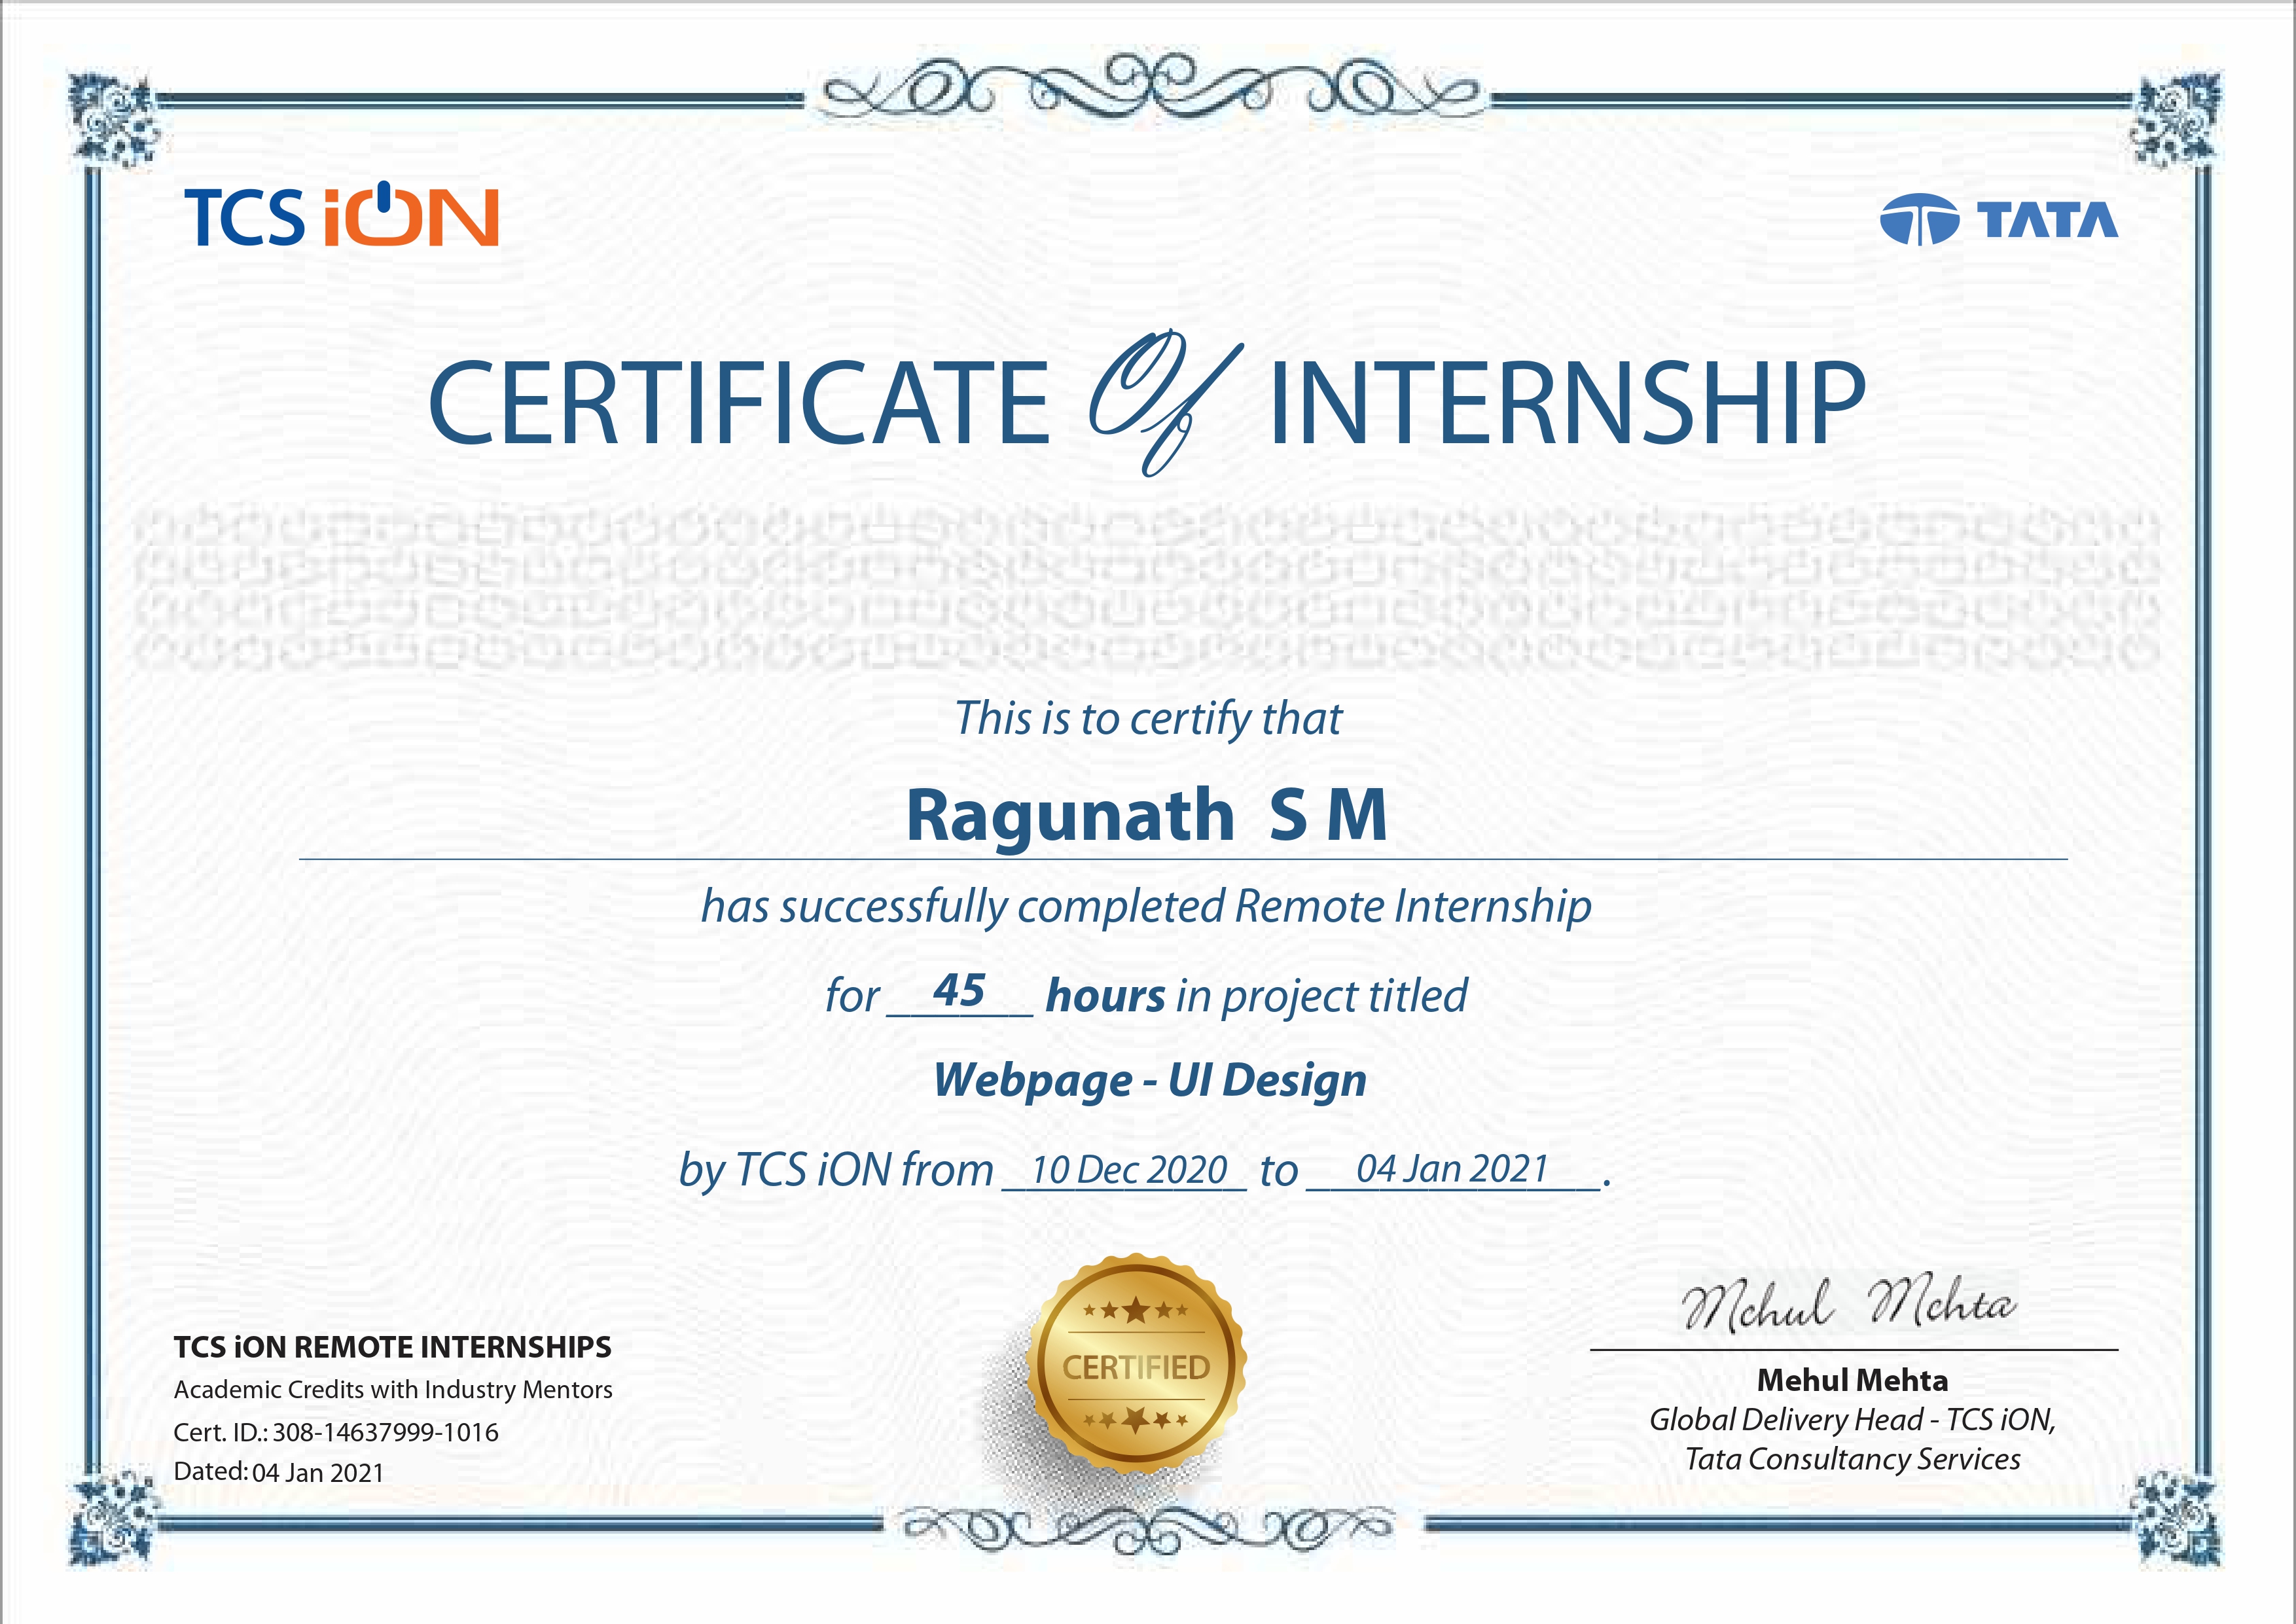 TCS iON
TATA
CERTIFICATE Of INTERNSHIP
This is to certify that
Ragunath S M
has successfully completed Remote Internship
for __45__ hours in project titled
Webpage - UI Design
by TCS iON from 10 Dec 2020 to 04 Jan 2021.
CERTIFIED
TCS iON REMOTE INTERNSHIPS
Academic Credits with Industry Mentors
Cert. ID.: 308-14637999-1016
Dated: 04 Jan 2021
Mehul Mehta
Mehul Mehta
Global Delivery Head - TCS iON,
Tata Consultancy Services